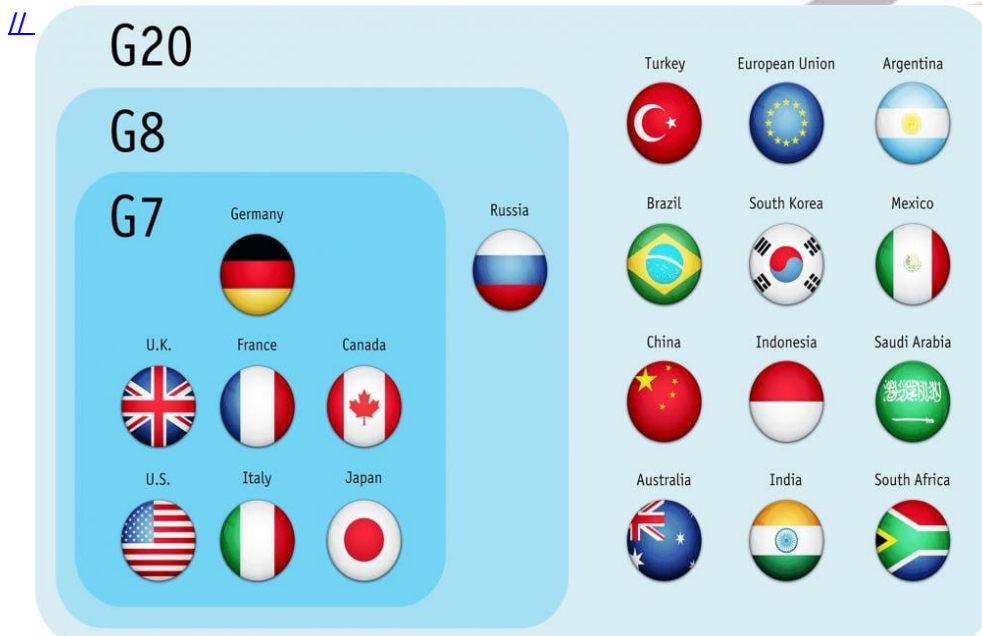 //
G20
G8
G7
Germany
Russia
U.K. France Canada
U.S. Italy Japan
Turkey European Union Argentina
Brazil South Korea Mexico
China Indonesia Saudi Arabia
Australia India South Africa